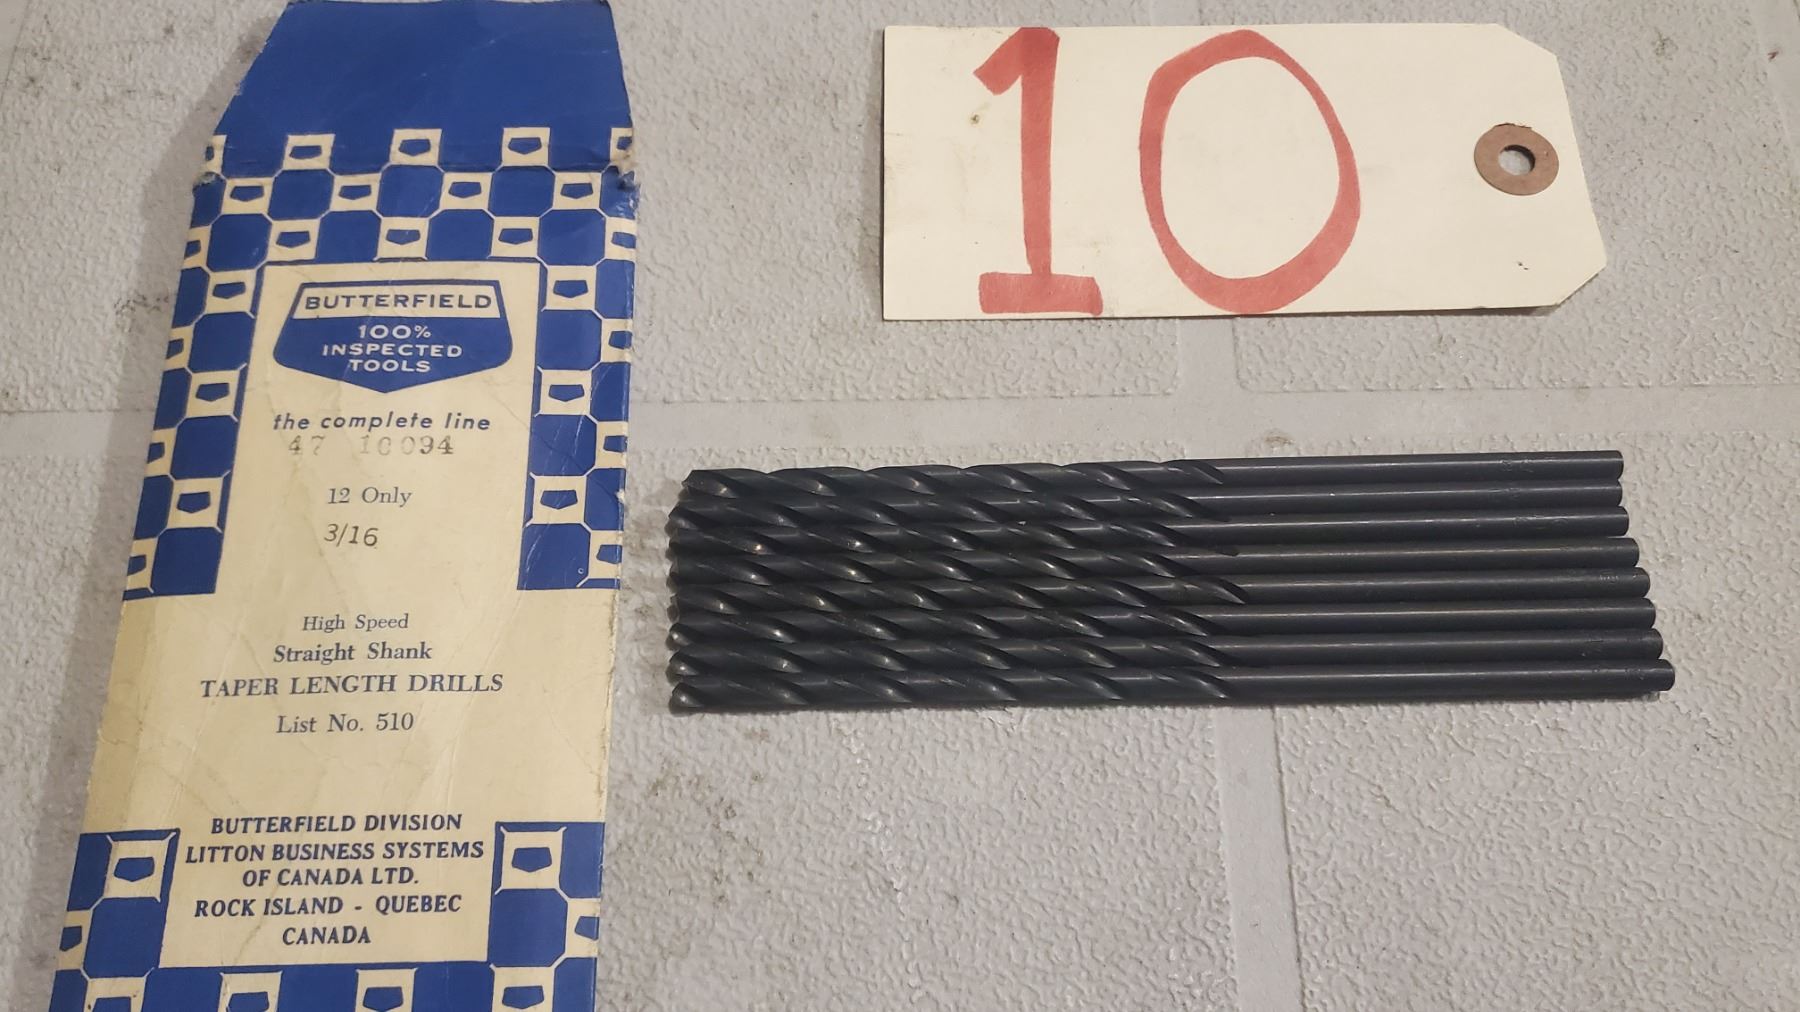 BUTTERFIELD
100%
INSPECTED
TOOLS
the complete line
47 10094
12 Only
3/16
High Speed
Straight Shank
TAPER LENGTH DRILLS
List No. 510
BUTTERFIELD DIVISION
LITTON BUSINESS SYSTEMS
OF CANADA LTD.
ROCK ISLAND - QUEBEC
CANADA
10